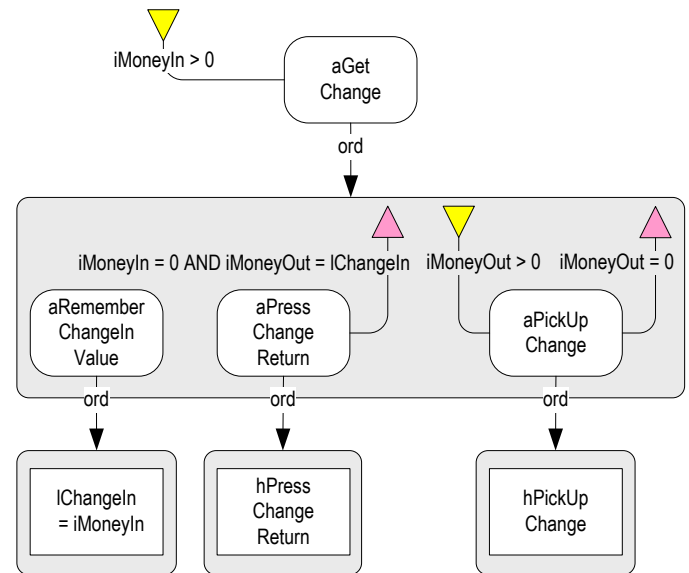 iMoneyIn > 0
aGet
Change
ord
iMoneyIn = 0 AND iMoneyOut = lChangeIn
iMoneyOut > 0
iMoneyOut = 0
aRemember
ChangeIn
Value
aPress
Change
Return
aPickUp
Change
ord
ord
ord
lChangeIn
= iMoneyIn
hPress
Change
Return
hPickUp
Change